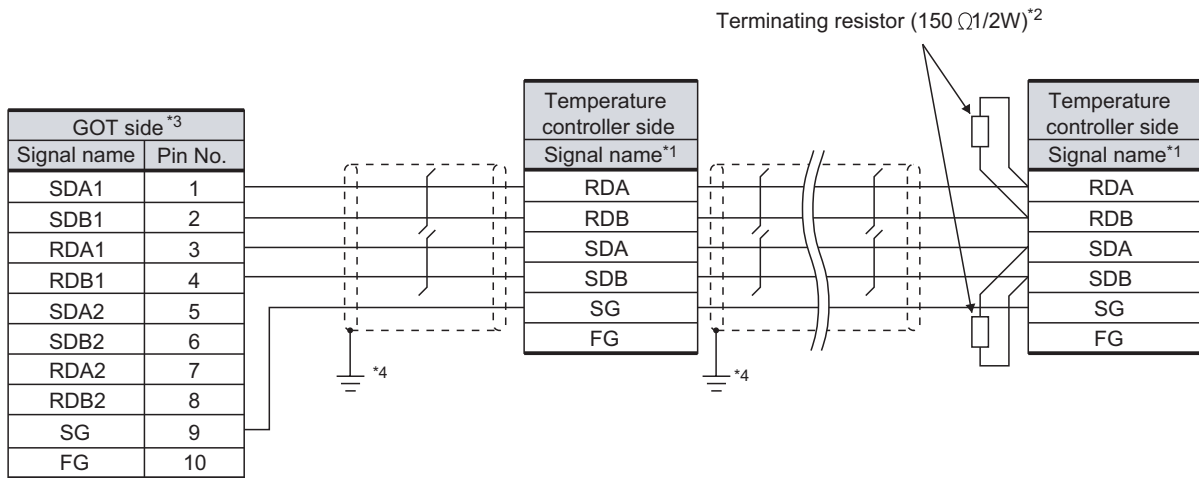 Terminating resistor (150 Ω1/2W)*2
GOT side *3
Signal name Pin No.
SDA1 1
SDB1 2
RDA1 3
RDB1 4
SDA2 5
SDB2 6
RDA2 7
RDB2 8
SG 9
FG 10
*4
Temperature
controller side
Signal name*1
RDA
RDB
SDA
SDB
SG
FG
*4
Temperature
controller side
Signal name*1
RDA
RDB
SDA
SDB
SG
FG